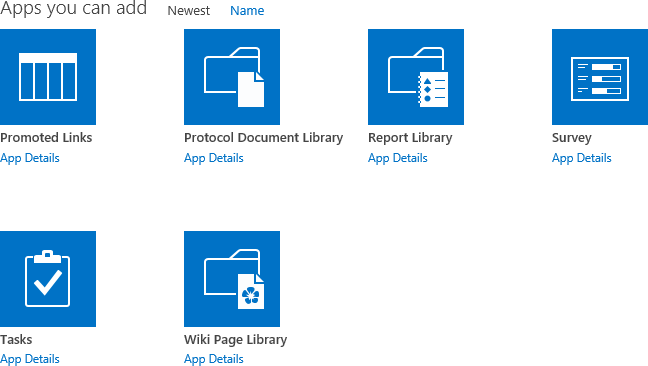 Apps you can add Newest Name
Promoted Links Protocol Document Library Report Library Survey
App Details App Details App Details App Details
Tasks Wiki Page Library
App Details App Details